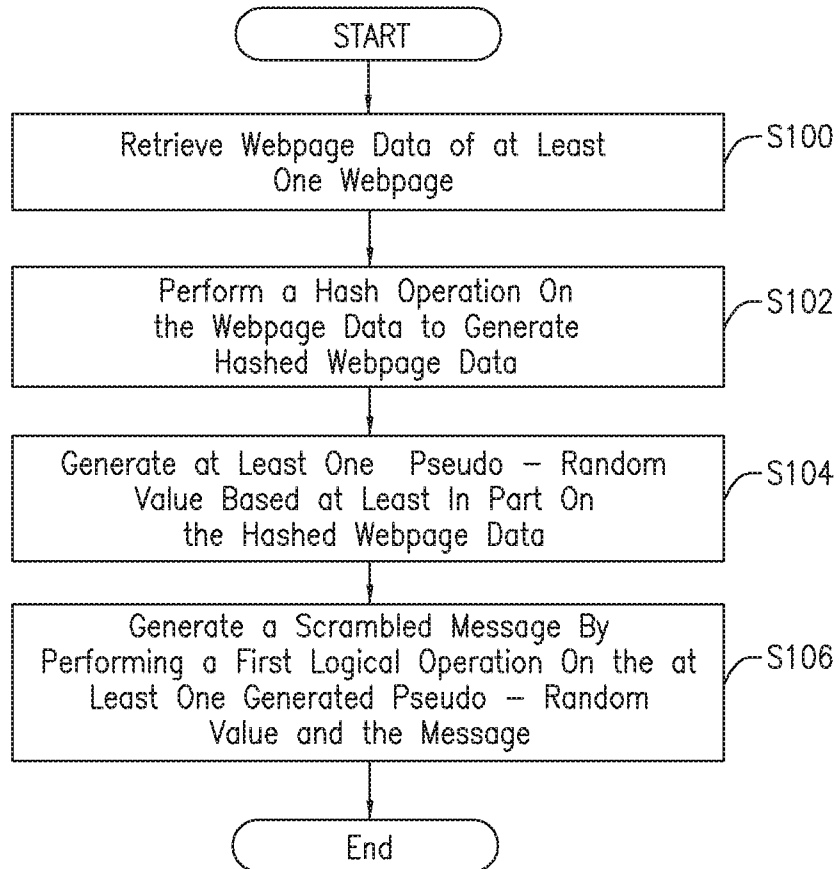 START
Retrieve Webpage Data of at Least
One Webpage
S100
Perform a Hash Operation On
the Webpage Data to Generate
Hashed Webpage Data
S102
Generate at Least One Pseudo – Random
Value Based at Least In Part On
the Hashed Webpage Data
S104
Generate a Scrambled Message By
Performing a First Logical Operation On the at
Least One Generated Pseudo – Random
Value and the Message
S106
End